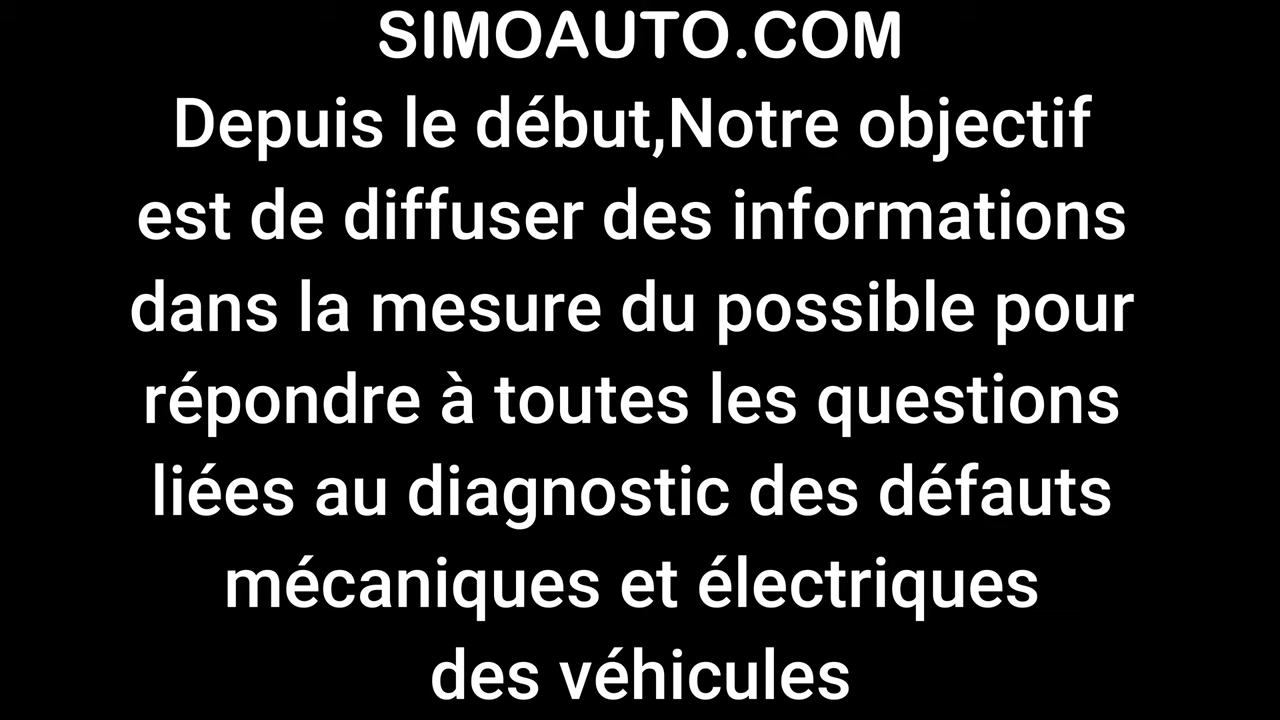 SIMOAUTO.COM
Depuis le début,Notre objectif
est de diffuser des informations
dans la mesure du possible pour
répondre à toutes les questions
liées au diagnostic des défauts
mécaniques et électriques
des véhicules